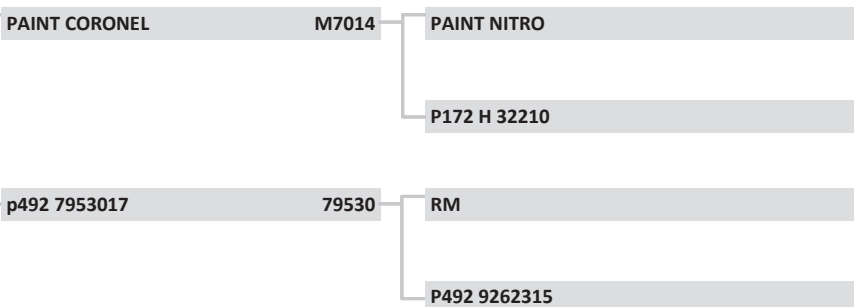 PAINT CORONEL M7014 PAINT NITRO
P172 H 32210
p492 7953017 79530 RM
P492 9262315